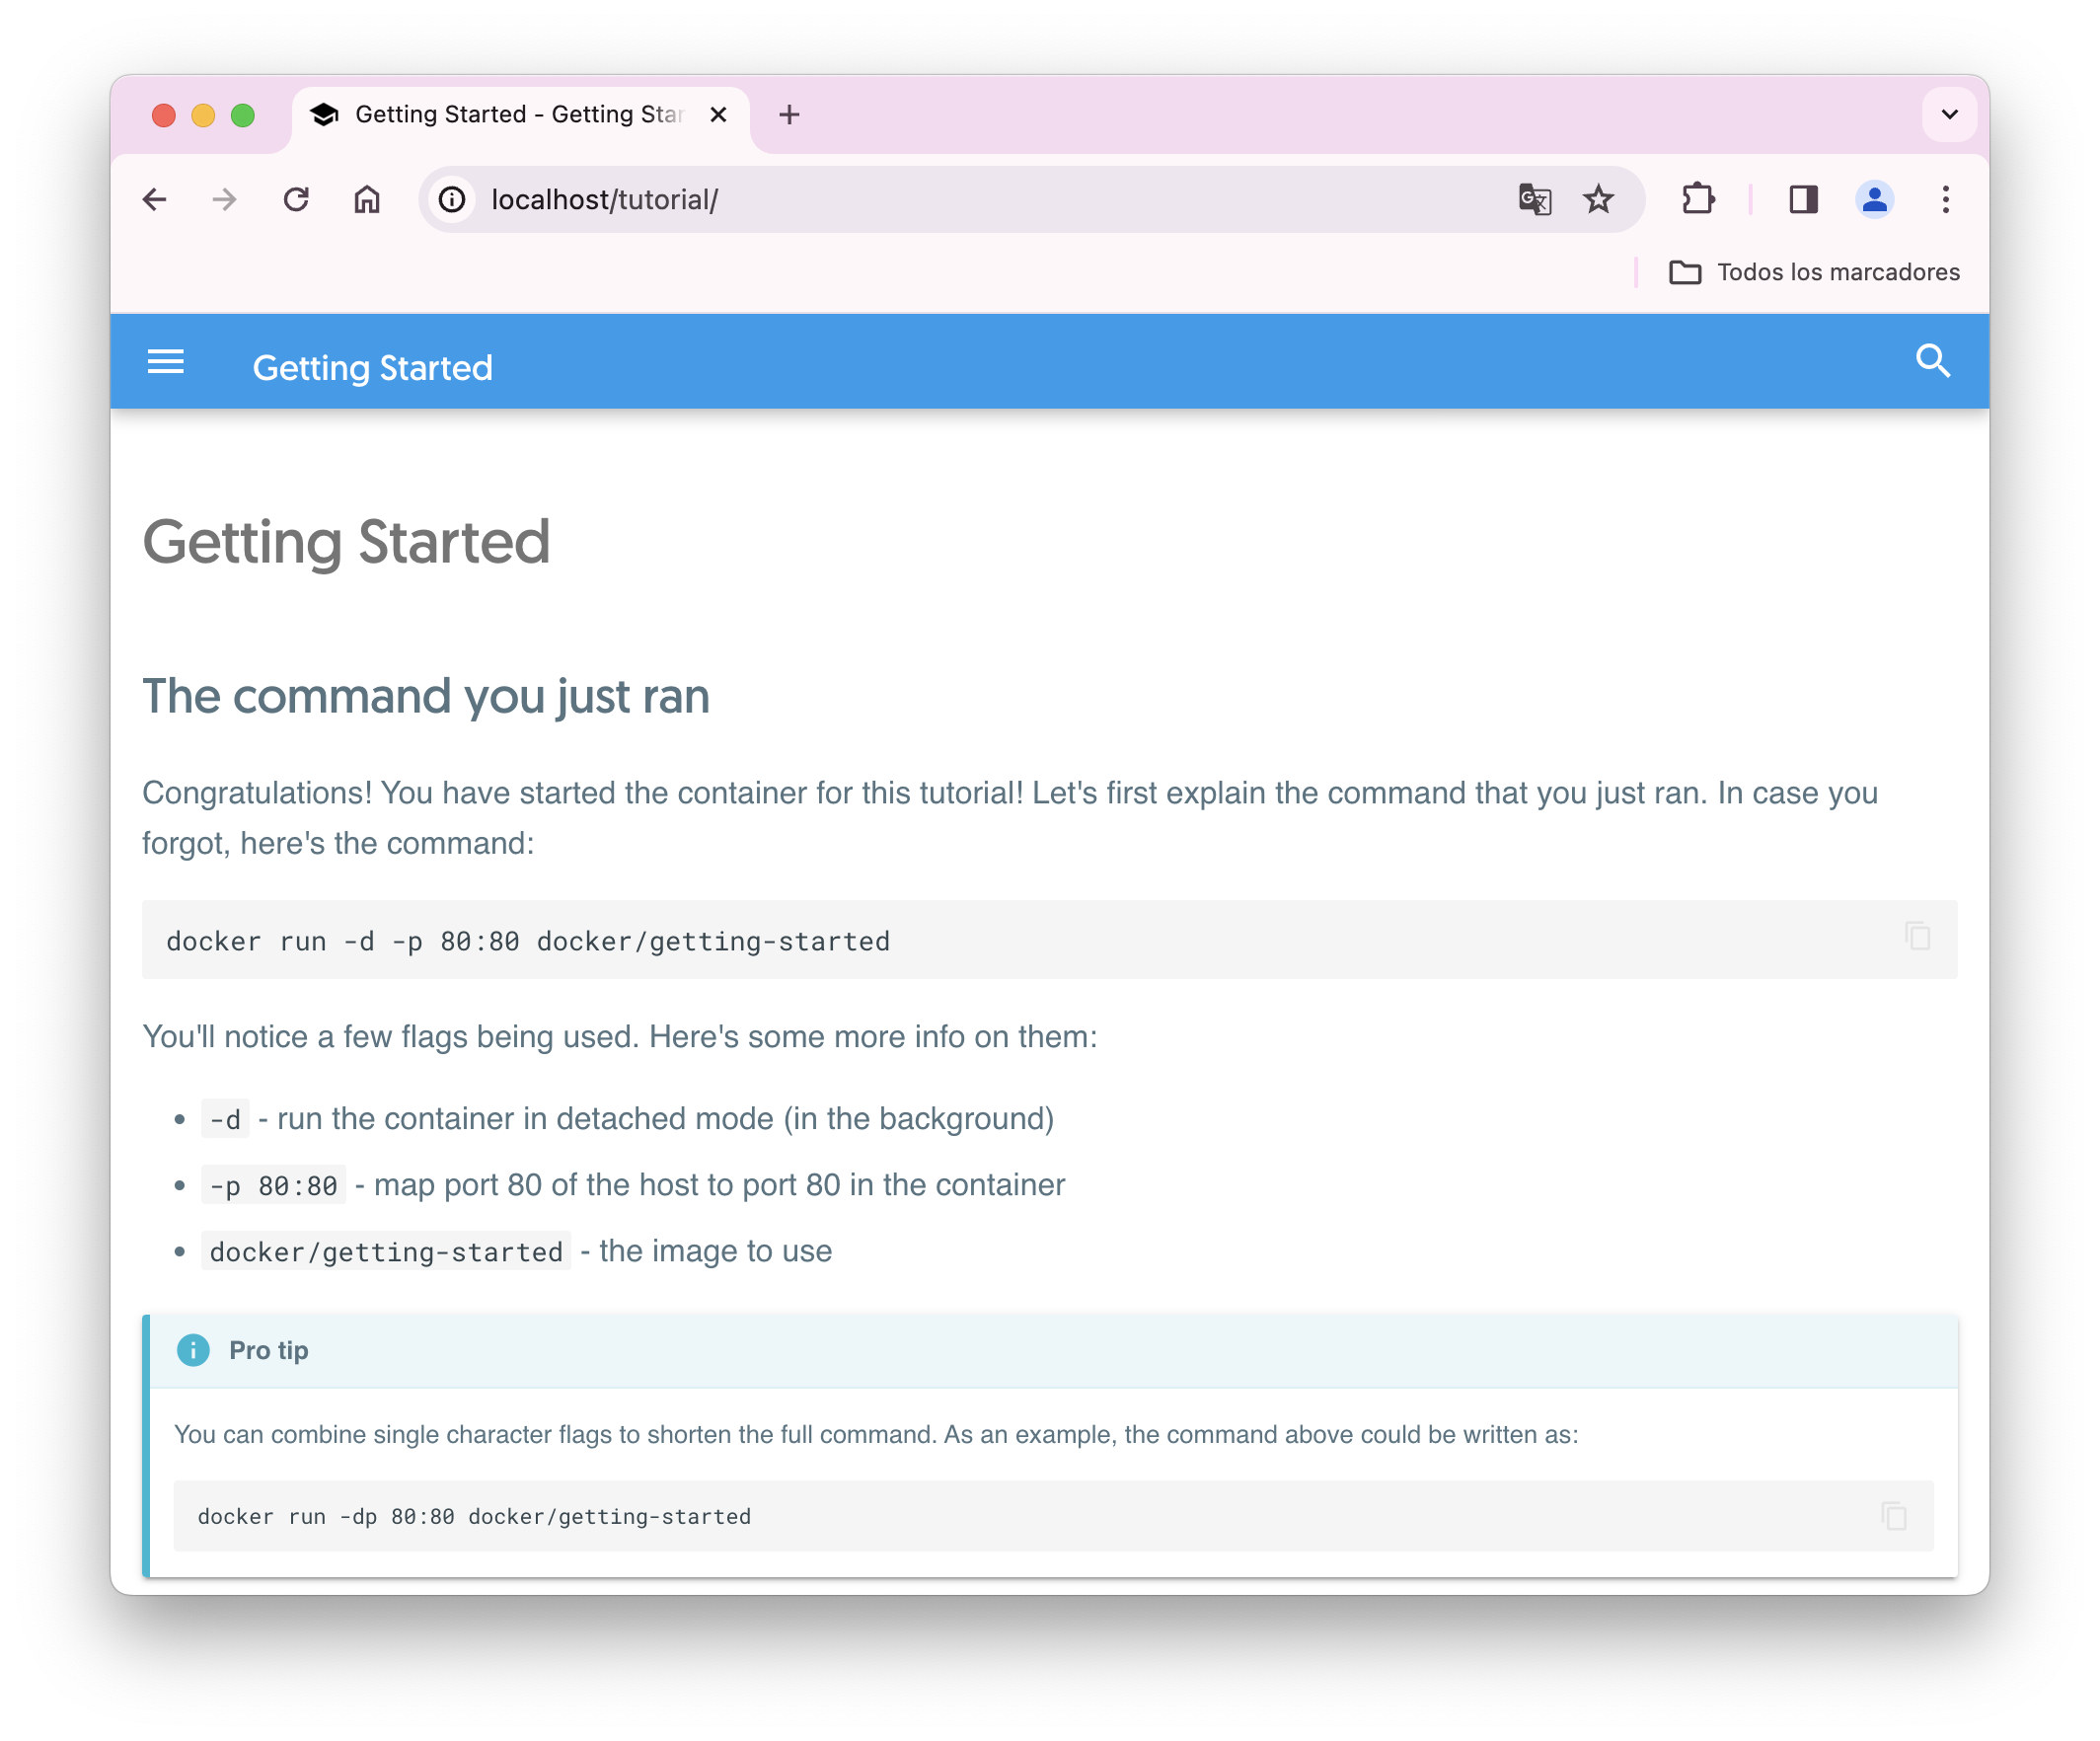 Getting Started - Getting Star
localhost/tutorial/
Todos los marcadores
Getting Started
Getting Started
The command you just ran
Congratulations! You have started the container for this tutorial! Let's first explain the command that you just ran. In case you
forgot, here's the command:
docker run -d -p 80:80 docker/getting-started
You'll notice a few flags being used. Here's some more info on them:
-d - run the container in detached mode (in the background)
-p 80:80 - map port 80 of the host to port 80 in the container
docker/getting-started - the image to use
Pro tip
You can combine single character flags to shorten the full command. As an example, the command above could be written as:
docker run -dp 80:80 docker/getting-started